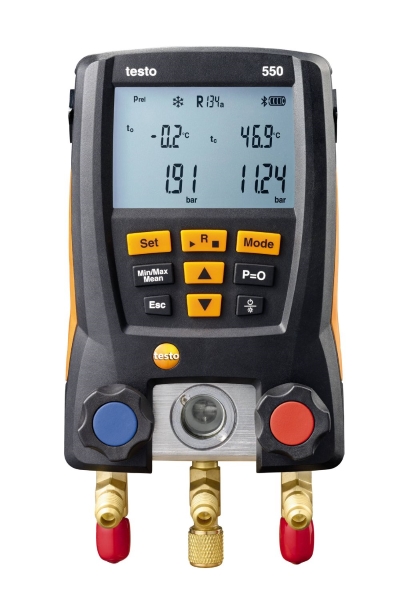 testo 550
Prel R134a
to -0.2°C tc 46.9°C
1.91 11.24
bar bar
Set ▶ R ■ Mode
Min/Max P=O
Mean
Esc
testo